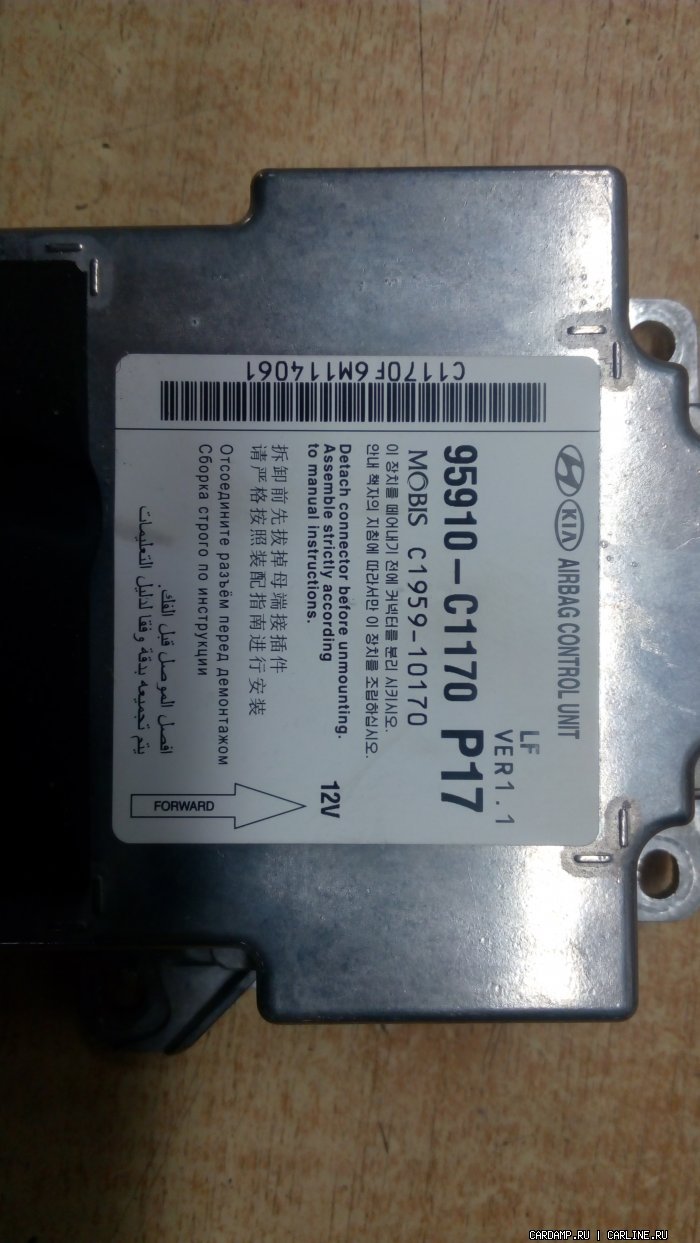 C1170F6M114061
KIA AIRBAG CONTROL UNIT
LF
VER1.1
95910-C1170 P17
MOBIS C1959-10170
이 장치를 떼어내기 전에 커넥터를 분리 시키시오.
안내 책자의 지침에 따라서만 이 장치를 조립하십시오.
Detach connector before unmounting.
Assemble strictly according
to manual instructions.
12V
拆卸前先拔掉母端接插件
请严格按照装配指南进行安装
Отсоедините разъём перед демонтажом
Сборка строго по инструкции
افصل الموصل قبل الفك.
يتم تجميعه بدقة وفقا لدليل التعليمات
FORWARD
CARDAMP.RU | CARLINE.RU